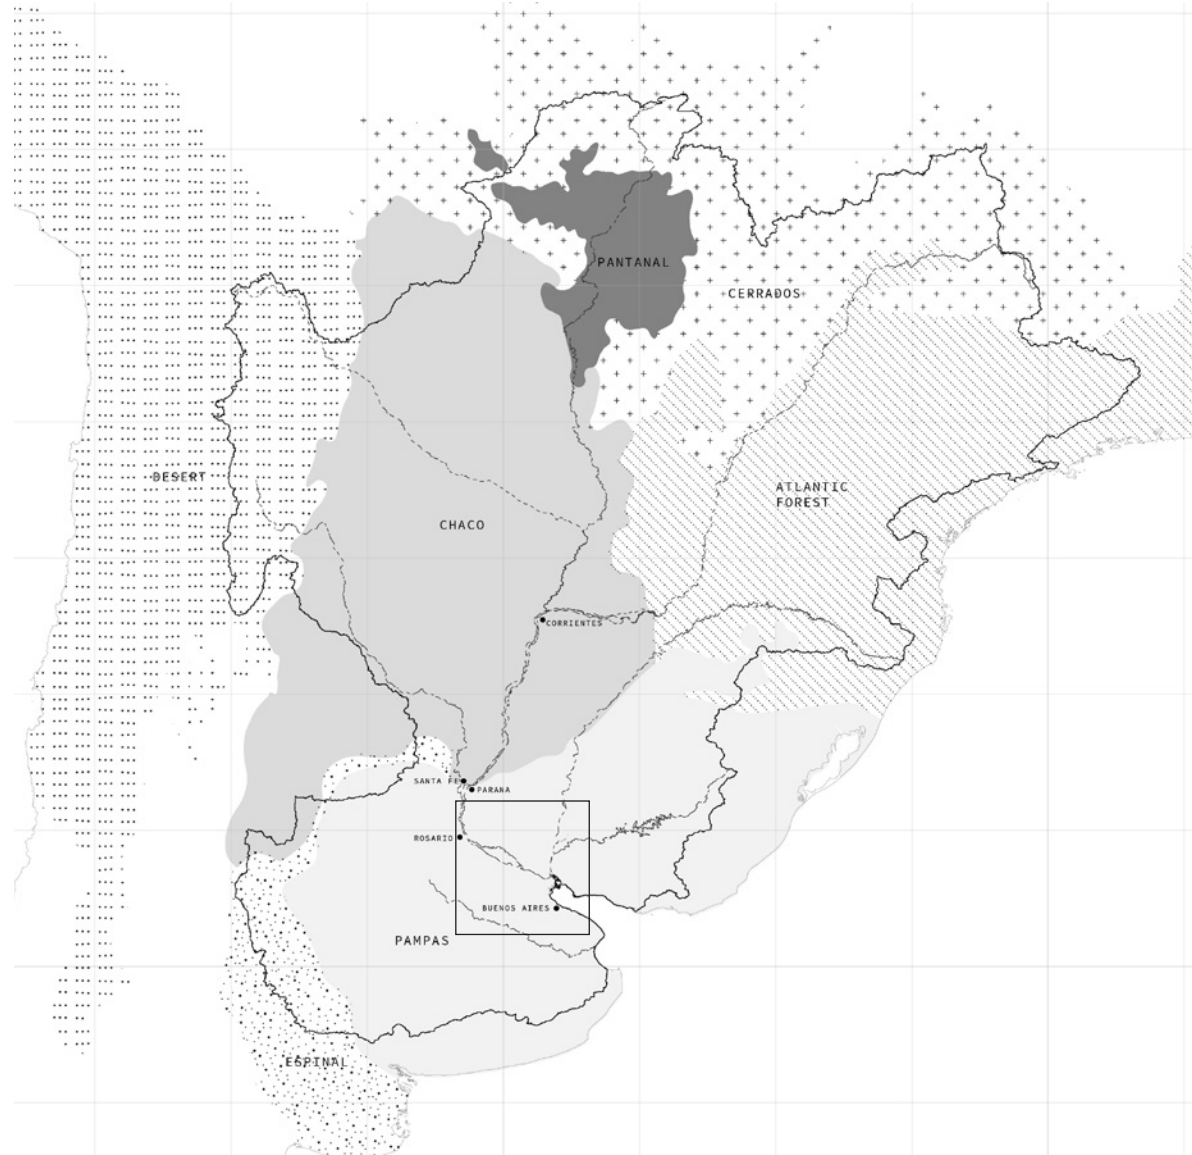 PANTANAL
CERRADOS
DESERT
ATLANTIC
FOREST
CHACO
CORRIENTES
SANTA FE
PARANA
ROSARIO
BUENOS AIRES
PAMPAS
ESPINAL